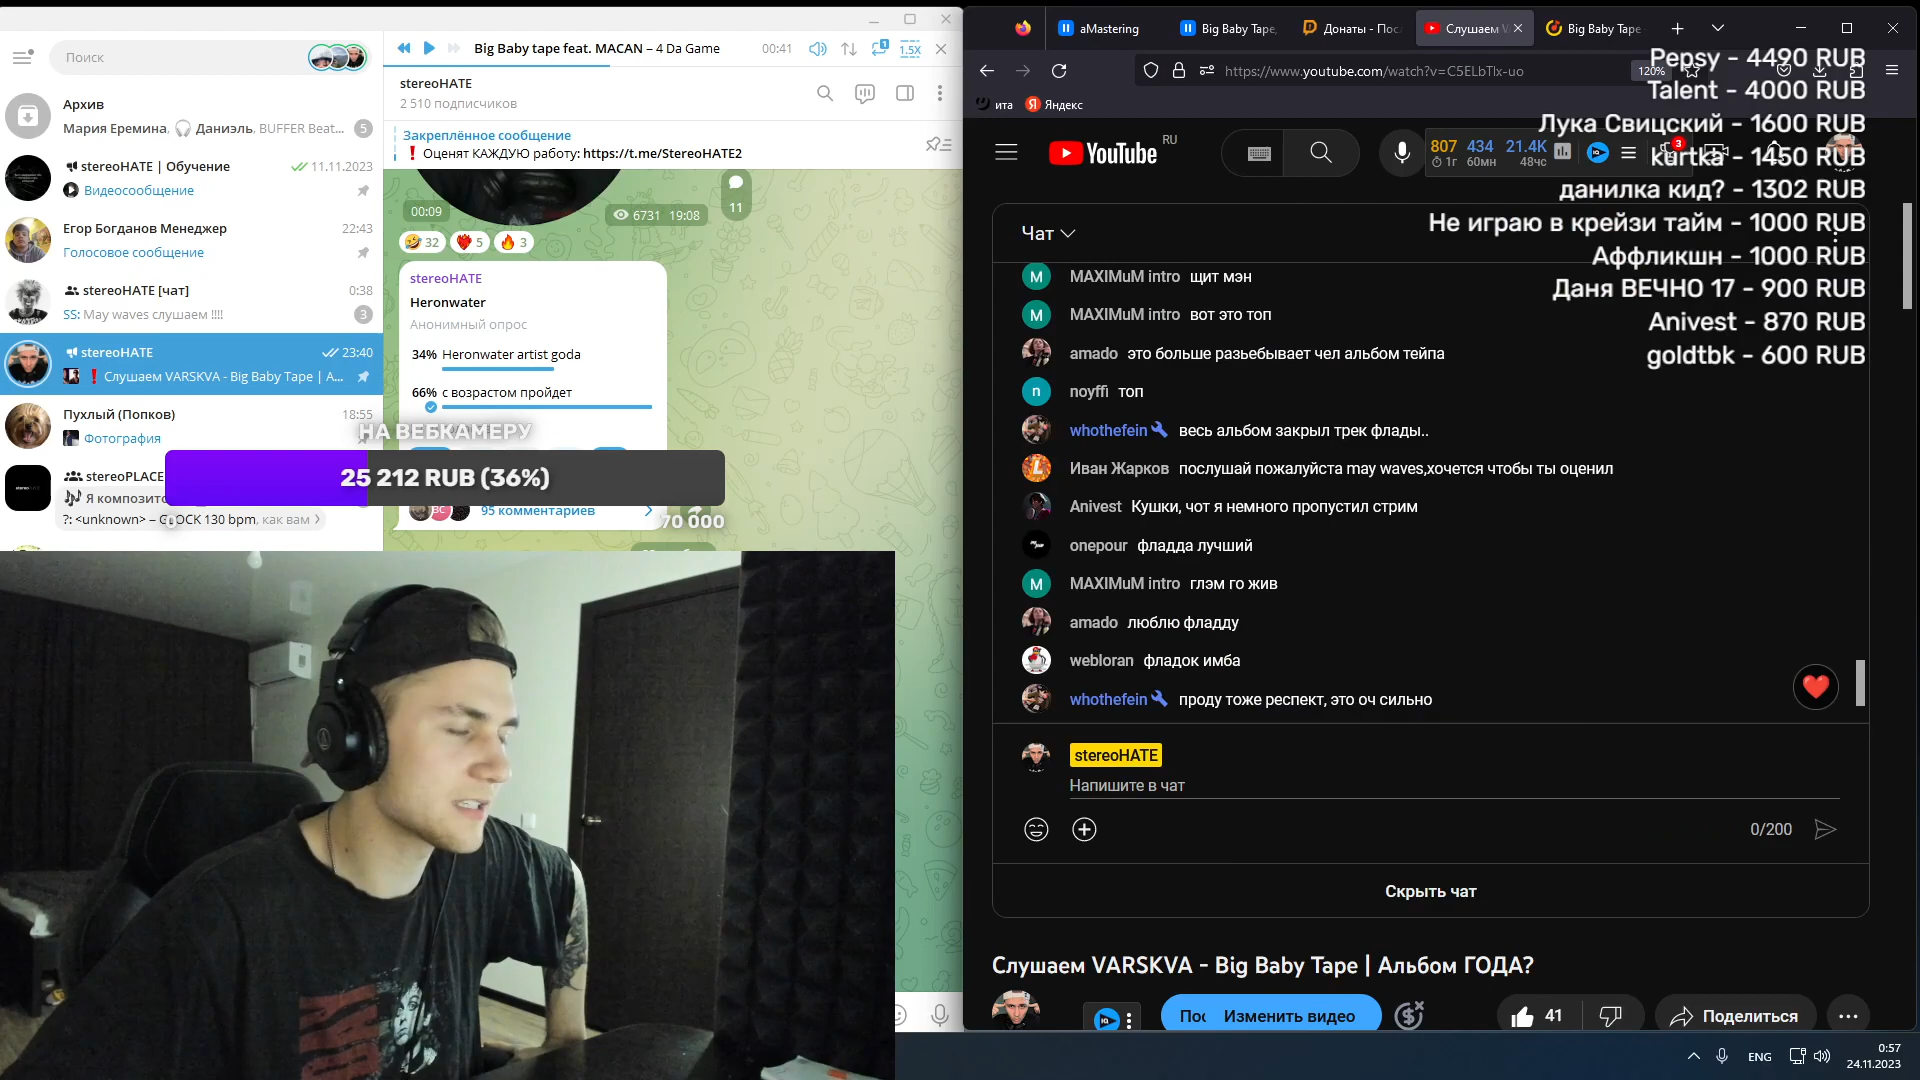 Поиск
Архив
Мария Еремина, Даниэль, BUFFER Beat... 5
stereoHATE | Обучение 11.11.2023
Видеосообщение
Егор Богданов Менеджер 22:43
Голосовое сообщение
stereoHATE [чат] 0:38
SS: May waves слушаем !!!! 3
stereoHATE 23:40
❗ Слушаем VARSKVA - Big Baby Tape | A...
Пухлый (Попков) 18:55
Фотография
stereoPLACE
🎶 Я композитс
?: <unknown> – GLOCK 130 bpm, как вам
Big Baby tape feat. MACAN – 4 Da Game 00:41 1.5X
stereoHATE
2 510 подписчиков
Закреплённое сообщение
❗ Оценят КАЖДУЮ работу: https://t.me/StereoHATE2
00:09 6731 19:08 11
🤣 32 ❤️‍🔥 5 🔥 3
stereoHATE
Heronwater
Анонимный опрос
34% Heronwater artist goda
66% с возрастом пройдет
НА ВЕБКАМЕРУ
25 212 RUB (36%)
70 000
ВС 95 комментариев
aMastering
Big Baby Tape,
Донаты - Пос
Слушаем V
Big Baby Tape
https://www.youtube.com/watch?v=C5ELbTlx-uo 120%
ита
Яндекс
YouTube RU
807 434 21.4K
1г 60мн 48чс
3
Pepsy - 4490 RUB
Talent - 4000 RUB
Лука Свицский - 1600 RUB
kurtka - 1450 RUB
данилка кид? - 1302 RUB
Не играю в крейзи тайм - 1000 RUB
Аффликшн - 1000 RUB
Даня ВЕЧНО 17 - 900 RUB
Anivest - 870 RUB
goldtbk - 600 RUB
Чат
M MAXIMuM intro щит мэн
M MAXIMuM intro вот это топ
amado это больше разьебывает чел альбом тейпа
n noyffi топ
whothefein весь альбом закрыл трек флады..
Иван Жарков послушай пожалуйста may waves,хочется чтобы ты оценил
Anivest Кушки, чот я немного пропустил стрим
onepour фладда лучший
M MAXIMuM intro глэм го жив
amado люблю фладду
webloran фладок имба
whothefein проду тоже респект, это оч сильно
stereoHATE
Напишите в чат
0/200
Скрыть чат
Слушаем VARSKVA - Big Baby Tape | Альбом ГОДА?
Пос
Изменить видео
41
Поделиться
ENG
0:57
24.11.2023